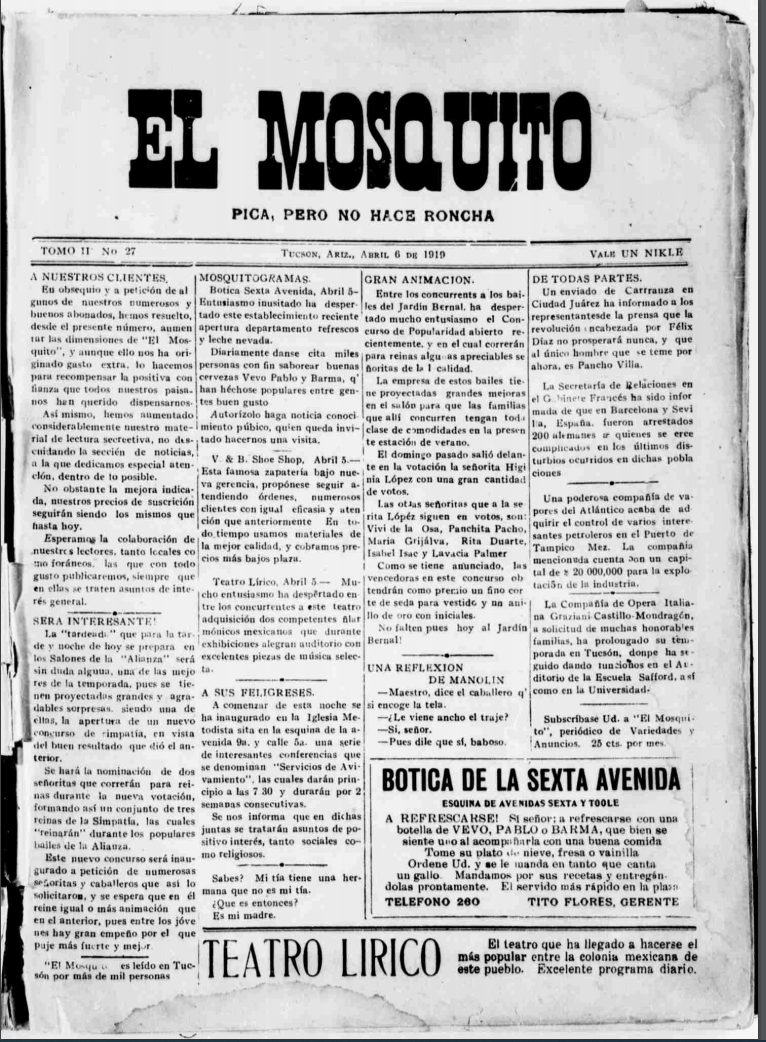 EL MOSQUITO
PICA, PERO NO HACE RONCHA
TOMO II No 27
TUCSON, ARIZ., ABRIL 6 DE 1919
VALE UN NIKLE
A NUESTROS CLIENTES,
En obsequio y a petición de al
gunos de nuestros numerosos y
buenos abonados, hemos resuelto,
desde el presente número, aumen
tar las dimensiones de "El Mos-
quito", y aunque ello nos ha ori-
ginado gasto extra, lo hacemos
para recompensar la positiva con
fianza que todos nuestros paisa-
nos han querido dispensarnos.
Así mismo, hemos aumentado
considerablemente nuestro mate-
rial de lectura secreetiva, no des-
cuidando la sección de noticias,
a la que dedicamos especial aten-
ción, dentro de lo posible.
No obstante la mejora indica-
da, nuestros precios de suscrición
seguirán siendo los mismos que
hasta hoy.
Esperamos la colaboración de
nuestros lectores, tanto locales co
mo foráneos, las que con todo
gusto publicaremos, siempre que
en ellas se traten asuntos de inte-
rés general.
SERA INTERESANTE!
La "tardeada" que para la tar-
de y noche de hoy se prepara en
los Salones de la "Alianza" será
sin duda alguna, una de las mejo
res de la temporada, pues se tie-
nen proyectadas grandes y agra-
dables sorpresas, siendo una de
ellas, la apertura de un nuevo
concurso de simpatía, en vista
del buen resultado que dió el an-
terior.
Se hará la nominación de dos
señoritas que correrán para rei-
nas durante la nueva votación,
formando así un conjunto de tres
reinas de la Simpatía, las cuales
"reinarán" durante los populares
bailes de la Alianza.
Este nuevo concurso será inau-
gurado a petición de numerosas
señoritas y caballeros que así lo
solicitaron, y se espera que en él
reine igual o más animación que
en el anterior, pues entre los jóve
nes hay gran empeño por el que
puje más fuerte y mejor.
"El es leído en Tuc-
són por más de mil personas
MOSQUITOGRAMAS.
Botica Sexta Avenida, Abril 5-
Entusiasmo inusitado ha desper-
tado este establecimiento reciente
apertura departamento refrescos
y leche nevada.
Diariamente danse cita miles
personas con fin saborear buenas
cervezas Vevo Pablo y Barma, q'
han héchose populares entre gen-
tes buen gusto
Autorízolo haga noticia conoci-
miento púbico, quien queda invi-
tado hacernos una visita.
V. & B. Shoe Shop, Abril 5.—
Esta famosa zapatería bajo nue-
va gerencia, propónese seguir a-
tendiendo órdenes, numerosos
clientes con igual eficasia y aten
ción que anteriormente En to-
do tiempo usamos materiales de
la mejor calidad, y cobramos pre-
cios más bajos plaza.
Teatro Lírico, Abril 5.— Mu-
cho entusiasmo ha despértado en-
tre los concurrentes a este teatro
adquisición dos competentes filar
mónicos mexicanos que durante
exhibiciones alegran auditorio con
excelentes piezas de música selec-
ta.
A SUS FELIGRESES.
A comenzar de esta noche se
ha inaugurado en la Iglesia Me-
todista sita en la esquina de la a-
venida 9a. y calle 5a. una serie
de interesantes conferencias que
se denominan "Servicios de Avi-
vamiento", las cuales darán prin-
cipio a las 7 30 y durarán por 2
semanas consecutivas.
Se nos informa que en dichas
juntas se tratarán asuntos de po-
sitivo interés, tanto sociales co-
mo religiosos.
Sabes? Mi tía tiene una her-
mana que no es mi tía.
¿Que es entonces?
Es mi madre.
GRAN ANIMACION.
Entre los concurrents a los bai-
les del Jardin Bernal, ha desper-
tado mucho entusiasmo el Con-
curso de Popularidad abierto re-
cientemente, y en el cual correrán
para reinas algunas apreciables se
ñoritas de la 1 calidad.
La empresa de estos bailes tie-
ne proyectadas grandes mejoras
en el salón para que las familias
que allí concurren tengan toda
clase de comodidades en la presen
te estación de verano.
El domingo pasado salió delan-
te en la votación la señorita Higi
nia López con una gran cantidad
de votos.
Las otras señoritas que a la se
rita López siguen en votos, son:
Vivi de la Osa, Panchita Pacho,
Maria Grijálva, Rita Duarte,
Isabel Isac y Lavacia Palmer
Como se tiene anúnciado, las
vencedoras en este concurso ob
tendrán como premio un fino cor
te de seda para vestido y un ani-
llo de oro con iniciales.
No falten pues hoy al Jardín
Bernal!
UNA REFLEXION
DE MANOLIN
—Maestro, dice el caballero q'
si encoge la tela.
—¿Le viene ancho el traje?
—Si, señor.
—Pues dile que sí, baboso.
DE TODAS PARTES.
Un enviado de Carrranza en
Ciudad Juárez ha informado a los
representantesde la prensa que la
revolución encabezada por Félix
Díaz no prosperará nunca, y que
al único hombre que se teme por
ahora, es Pancho Villa.
La Secretaría de Relaciones en
el Gabinete Francés ha sido infor
mada de que en Barcelona y Sevi
lla, España. fueron arrestados
200 alemanes a quienes se cree
complicados en los últimos dis-
turbios ocurridos en dichas pobla
ciones
Una poderosa compañía de va-
pores del Atlántico acaba de ad
quirir el control de varios intere-
santes petroleros en el Puerto de
Tampico Mez. La compañía
mencionada cuenta con un capi-
tal de $ 20 000,000 para la explo-
tación de la industria.
La Compañía de Opera Italia-
na Graziani Castillo-Mondragón,
a solicitud de muchas honorables
familias, ha prolongado su tem-
porada en Tucsón, donpe ha se-
guido dando funciones en el Au-
ditorio de la Escuela Safford, así
como en la Universidad-
Subscríbase Ud. a "El Mosqui-
to", periódico de Variedades y
Anuncios. 25 cts. por mes.
BOTICA DE LA SEXTA AVENIDA
ESQUINA DE AVENIDAS SEXTA Y TOOLE
A REFRESCARSE! Si señor; a refrescarse con una
botella de VEVO, PABLO o BARMA, que bien se
siente uno al acompañarla con una buena comida
Tome su plato de nieve, fresa o vainilla
Ordene Ud. y se le manda en tanto que canta
un gallo. Mandamos por sus recetas y entregán-
dolas prontamente. El servido más rápido en la plaza
TELEFONO 260 TITO FLORES, GERENTE
TEATRO LIRICO
El teatro que ha llegado a hacerse el
más popular entre la colonia mexicana de
este pueblo. Excelente programa diario.